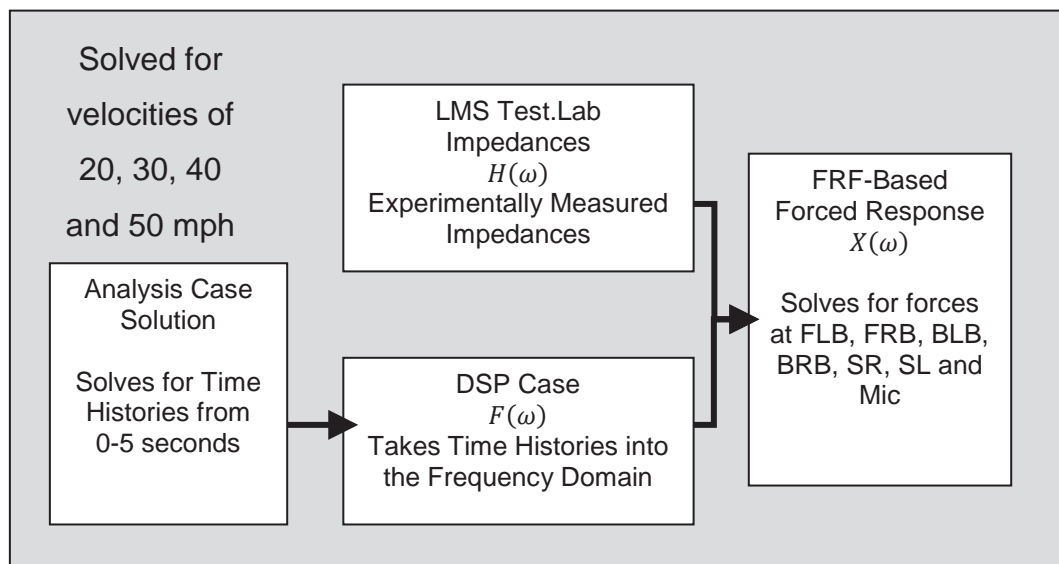 Solved for
velocities of
20, 30, 40
and 50 mph
Analysis Case
Solution
Solves for Time
Histories from
0-5 seconds
LMS Test.Lab
Impedances
H(ω)
Experimentally Measured
Impedances
DSP Case
F(ω)
Takes Time Histories into
the Frequency Domain
FRF-Based
Forced Response
X(ω)
Solves for forces
at FLB, FRB, BLB,
BRB, SR, SL and
Mic